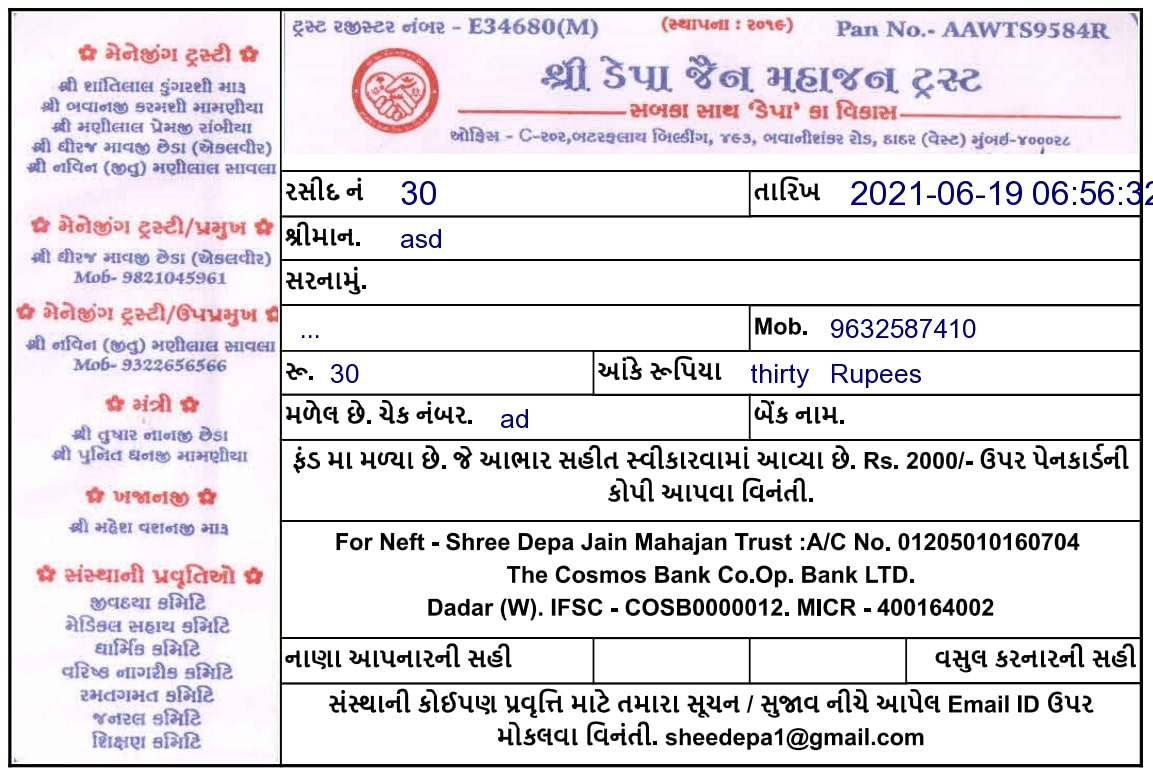 ✿ મેનેજીંગ ટ્રસ્ટી ✿
શ્રી શાંતિલાલ ડુંગરશી મારૂ
શ્રી બવાનજી કરમશી મામણીયા
શ્રી મણીલાલ પ્રેમજી રાંભીયા
શ્રી ધીરજ માવજી છેડા (એકલવીર)
શ્રી નવિન (જીતુ) મણીલાલ સાવલા
✿ મેનેજીંગ ટ્રસ્ટી/પ્રમુખ ✿
શ્રી ધીરજ માવજી છેડા (એકલવીર)
Mob- 9821045961
✿ મેનેજીંગ ટ્રસ્ટી/ઉપપ્રમુખ ✿
શ્રી નવિન (જીતુ) મણીલાલ સાવલા
Mob- 9322656566
✿ મંત્રી ✿
શ્રી તુષાર નાનજી છેડા
શ્રી પુનિત ધનજી મામણીયા
✿ ખજાનજી ✿
શ્રી મહેશ વશનજી મારૂ
✿ સંસ્થાની પ્રવૃતિઓ ✿
જીવદયા કમિટિ
મેડિકલ સહાય કમિટિ
ધાર્મિક કમિટિ
વરિષ્ઠ નાગરીક કમિટિ
રમતગમત કમિટિ
જનરલ કમિટિ
શિક્ષણ કમિટિ
ટ્રસ્ટ રજીસ્ટર નંબર - E34680(M) (સ્થાપના : ૨૦૧૯) Pan No.- AAWTS9584R
શ્રી ડેપા જૈન મહાજન ટ્રસ્ટ
સબકા સાથ 'ડેપા' કા વિકાસ
ઓફિસ - C-૨૦૨,બટરફલાય બિલ્ડીંગ, ૪૬૩, ભવાનીશંકર રોડ, દાદર (વેસ્ટ) મુંબઇ-૪૦૦૦૨૮
રસીદ નં 30 તારિખ 2021-06-19 06:56:32
શ્રીમાન. asd
સરનામું.
... Mob. 9632587410
રૂ. 30 આંકે રૂપિયા thirty Rupees
મળેલ છે. ચેક નંબર. ad બેંક નામ.
ફંડ મા મળ્યા છે. જે આભાર સહીત સ્વીકારવામાં આવ્યા છે. Rs. 2000/- ઉપર પેનકાર્ડની
કોપી આપવા વિનંતી.
For Neft - Shree Depa Jain Mahajan Trust :A/C No. 01205010160704
The Cosmos Bank Co.Op. Bank LTD.
Dadar (W). IFSC - COSB0000012. MICR - 400164002
નાણા આપનારની સહી વસુલ કરનારની સહી
સંસ્થાની કોઈપણ પ્રવૃત્તિ માટે તમારા સૂચન / સુજાવ નીચે આપેલ Email ID ઉપર
મોકલવા વિનંતી. sheedepa1@gmail.com